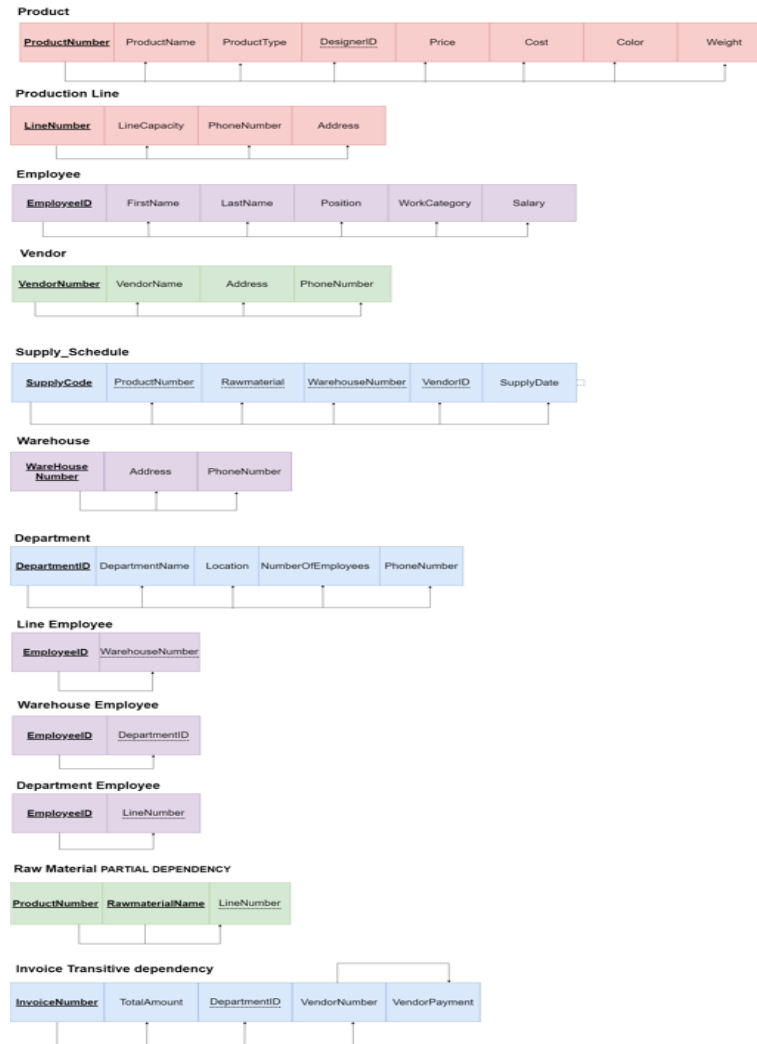 Product
ProductNumber ProductName ProductType DesignerID Price Cost Color Weight
Production Line
LineNumber LineCapacity PhoneNumber Address
Employee
EmployeeID FirstName LastName Position WorkCategory Salary
Vendor
VendorNumber VendorName Address PhoneNumber
Supply_Schedule
SupplyCode ProductNumber Rawmaterial WarehouseNumber VendorID SupplyDate
Warehouse
WareHouse
Number Address PhoneNumber
Department
DepartmentID DepartmentName Location NumberOfEmployees PhoneNumber
Line Employee
EmployeeID WarehouseNumber
Warehouse Employee
EmployeeID DepartmentID
Department Employee
EmployeeID LineNumber
Raw Material PARTIAL DEPENDENCY
ProductNumber RawmaterialName LineNumber
Invoice Transitive dependency
InvoiceNumber TotalAmount DepartmentID VendorNumber VendorPayment